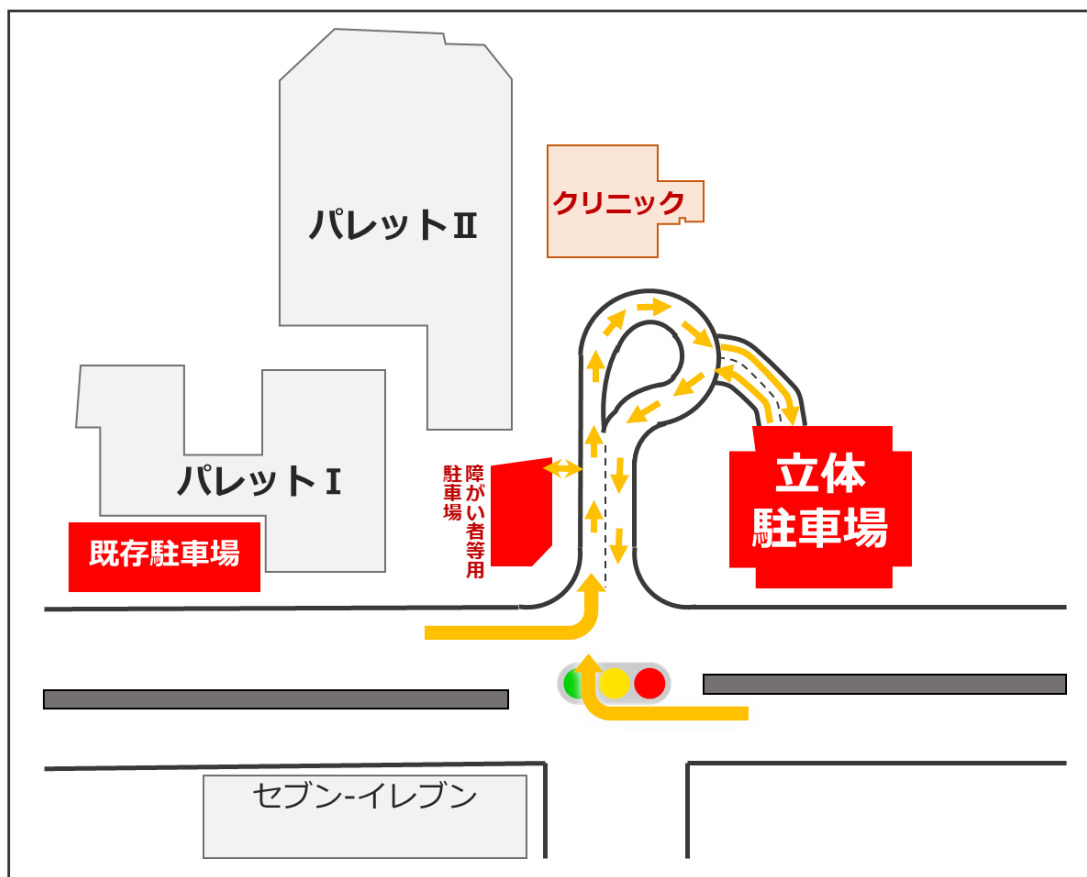 パレットⅡ
クリニック
パレットⅠ
障がい者等用
駐車場
立体
駐車場
既存駐車場
セブン-イレブン